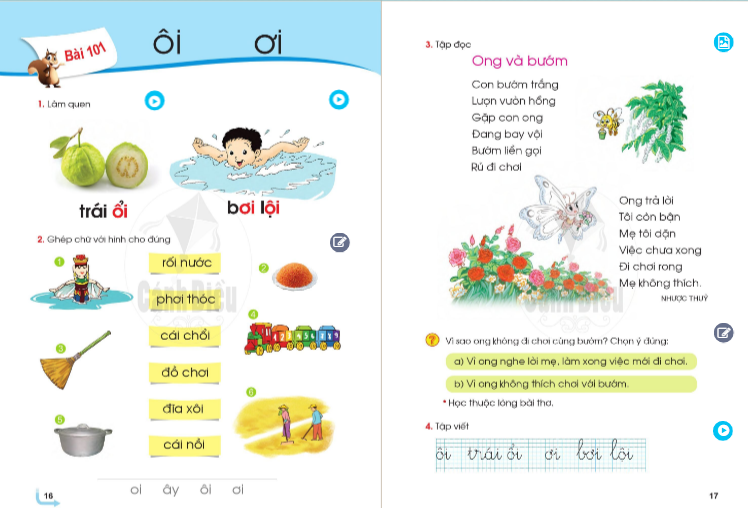 Bài 101
ôi ơi
1. Làm quen
trái ổi
bơi lội
2. Ghép chữ với hình cho đúng
1
rối nước
2
phơi thóc
4
cái chổi
3
đồ chơi
6
đĩa xôi
5
cái nồi
oi ây ôi ơi
16
3. Tập đọc
Ong và bướm
Con bướm trắng
Lượn vườn hồng
Gặp con ong
Đang bay vội
Bướm liền gọi
Rủ đi chơi
Ong trả lời
Tôi còn bận
Mẹ tôi dặn
Việc chưa xong
Đi chơi rong
Mẹ không thích.
NHƯỢC THUỶ
? Vì sao ong không đi chơi cùng bướm? Chọn ý đúng:
a) Vì ong nghe lời mẹ, làm xong việc mới đi chơi.
b) Vì ong không thích chơi với bướm.
* Học thuộc lòng bài thơ.
4. Tập viết
ôi trái ổi ơi bơi lội
17
Cánh Diều
Cánh Diều